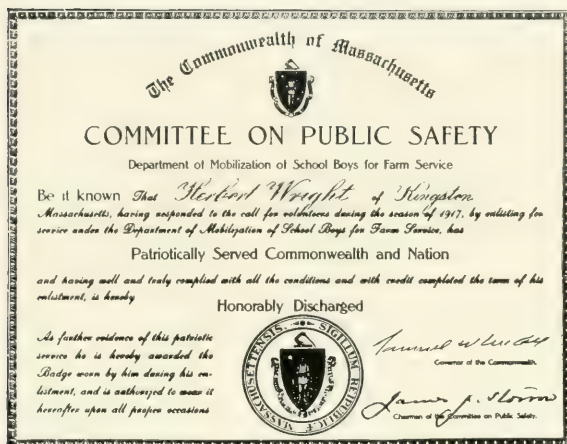 The Commonwealth of Massachusetts
COMMITTEE ON PUBLIC SAFETY
Department of Mobilization of School Boys for Farm Service
Be it known That Herbert Wright of Kingston
Massachusetts, having responded to the call for volunteers during the season of 1917, by enlisting for
service under the Department of Mobilization of School Boys for Farm Service, has
Patriotically Served Commonwealth and Nation
and having well and truly complied with all the conditions and with credit completed the term of his
enlistment, is hereby
Honorably Discharged
As further evidence of this patriotic
service he is hereby awarded the
Badge worn by him during his en-
listment, and is authorized to wear it
hereafter upon all proper occasions
SIGILLUM REIPUBLICÆ MASSACHUSETTENSIS
Samuel W McCall
Governor of the Commonwealth.
James J. Storrow
Chairman of the Committee on Public Safety.